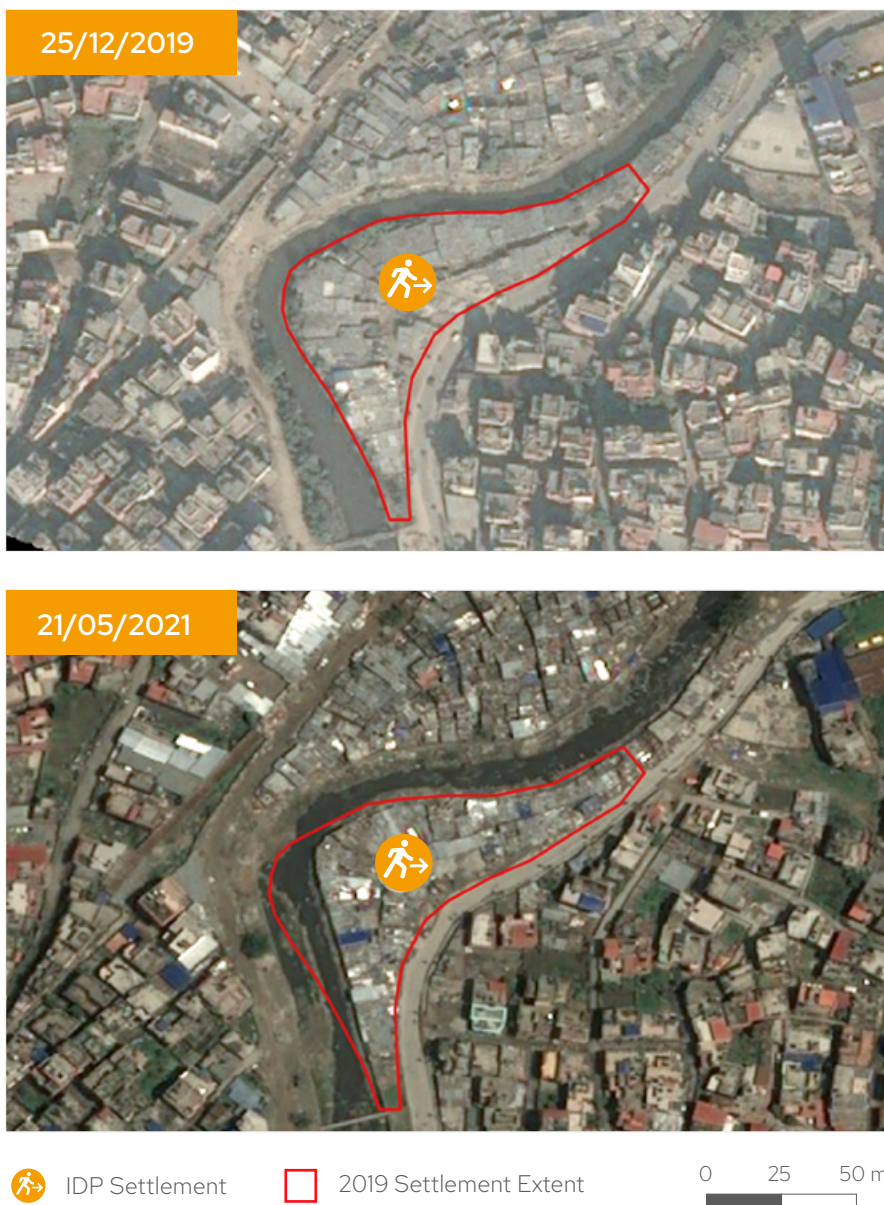 25/12/2019
21/05/2021
IDP Settlement
2019 Settlement Extent
0 25 50 m